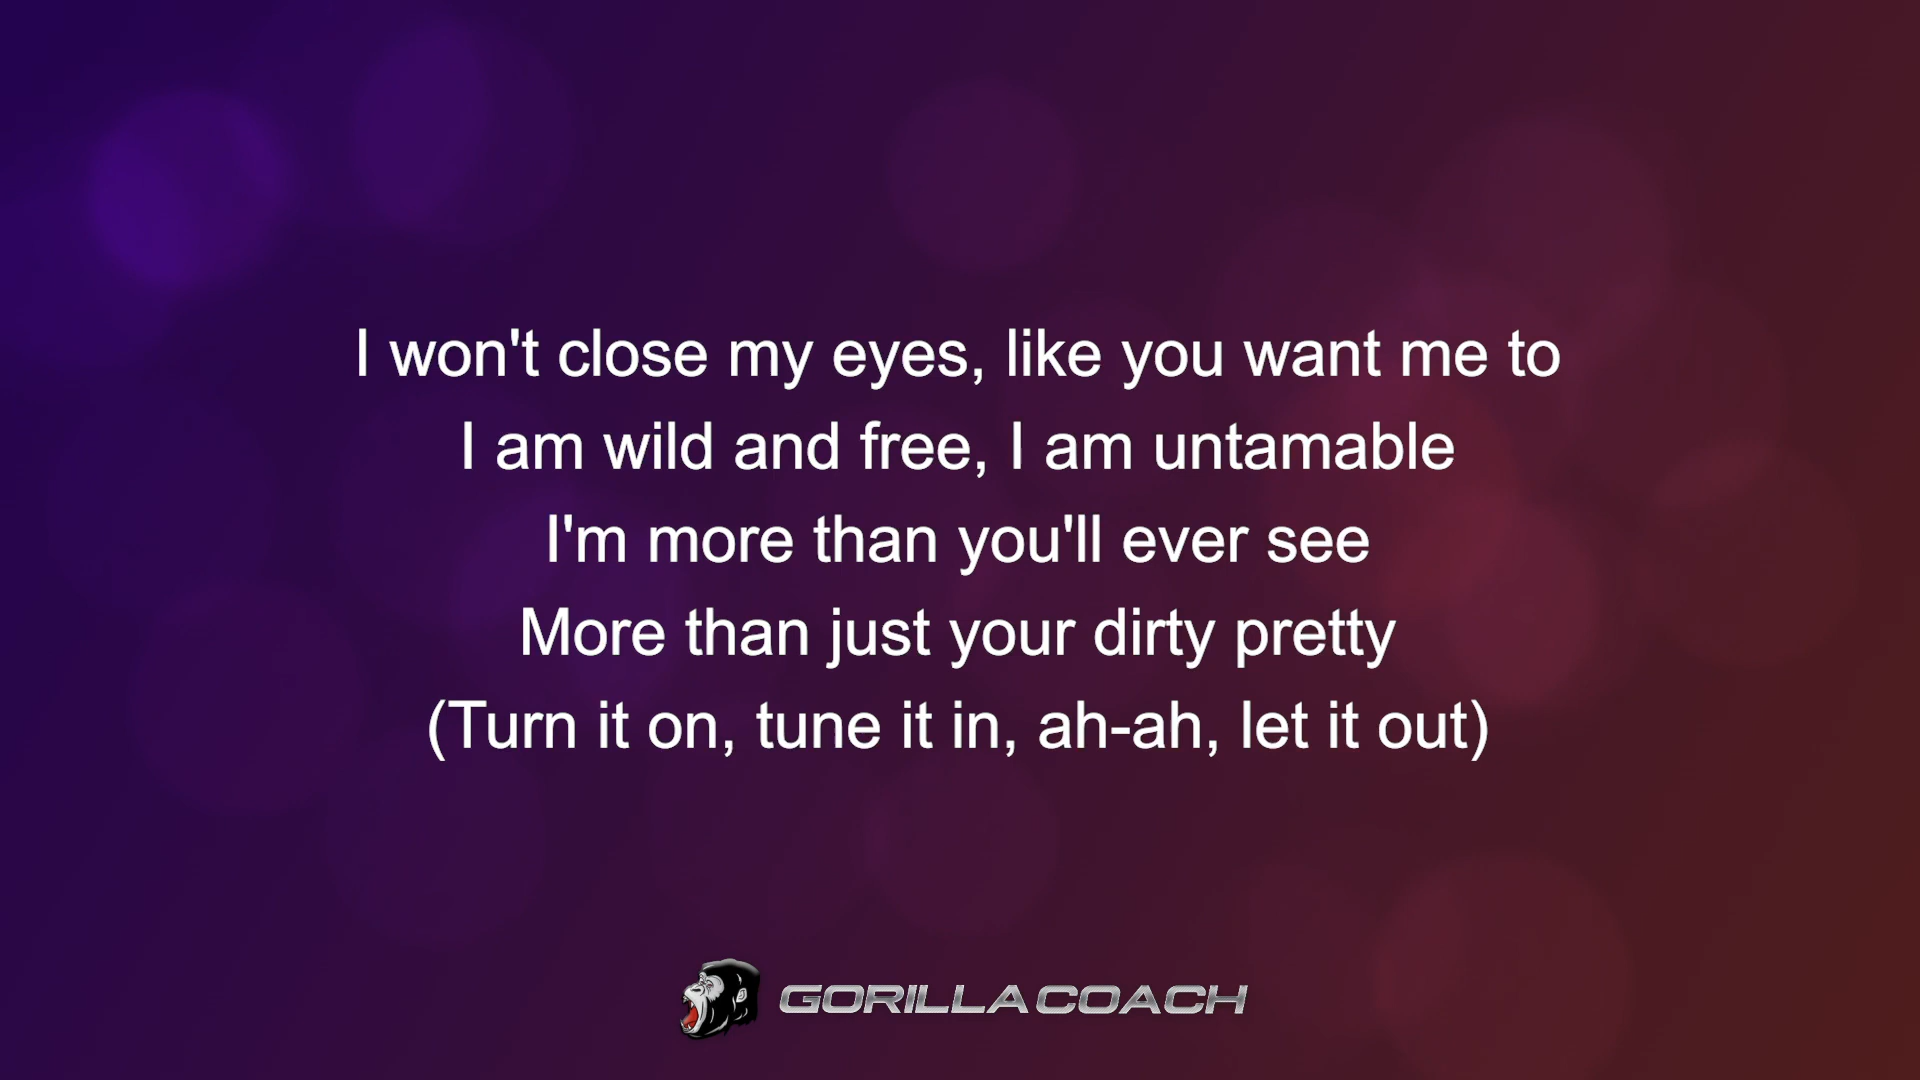 I won't close my eyes, like you want me to
I am wild and free, I am untamable
I'm more than you'll ever see
More than just your dirty pretty
(Turn it on, tune it in, ah-ah, let it out)
GORILLA COACH